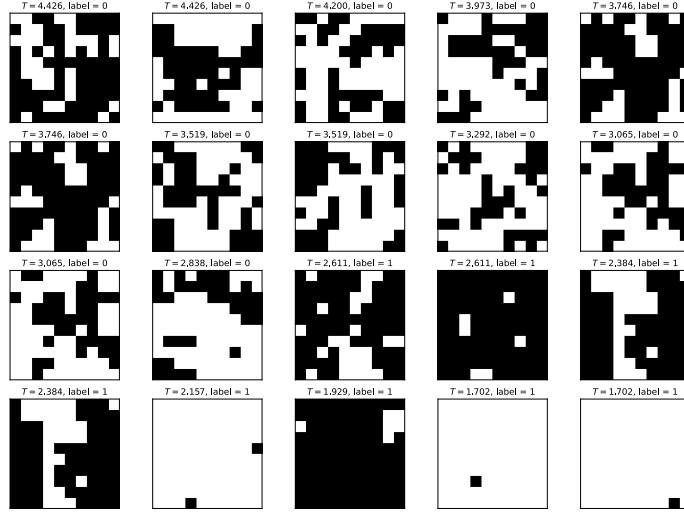 T = 4.426, label = 0
T = 4.426, label = 0
T = 4.200, label = 0
T = 3.973, label = 0
T = 3.746, label = 0
T = 3.746, label = 0
T = 3.519, label = 0
T = 3.519, label = 0
T = 3.292, label = 0
T = 3.065, label = 0
T = 3.065, label = 0
T = 2.838, label = 0
T = 2.611, label = 1
T = 2.611, label = 1
T = 2.384, label = 1
T = 2.384, label = 1
T = 2.157, label = 1
T = 1.929, label = 1
T = 1.702, label = 1
T = 1.702, label = 1